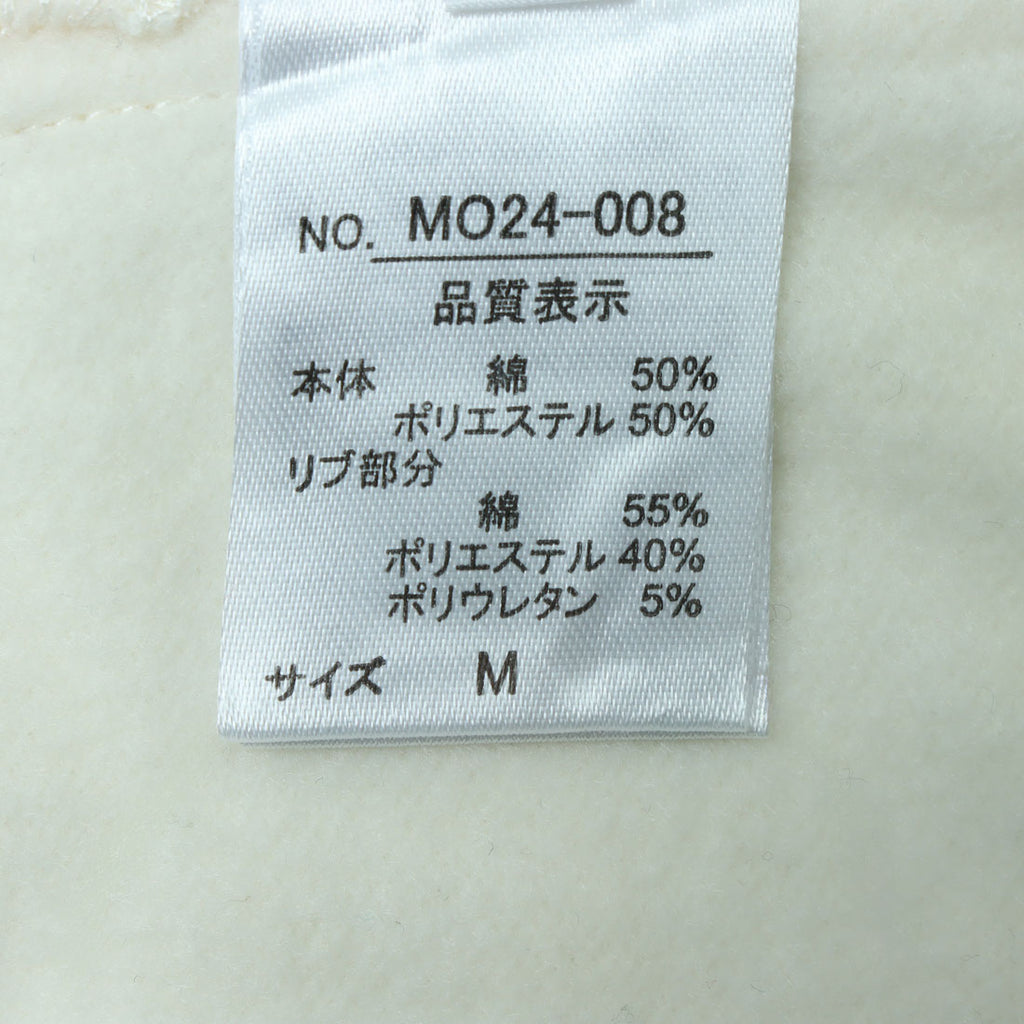 NO. MO24-008
品質表示
本体 綿 50%
ポリエステル 50%
リブ部分
綿 55%
ポリエステル 40%
ポリウレタン 5%
サイズ M